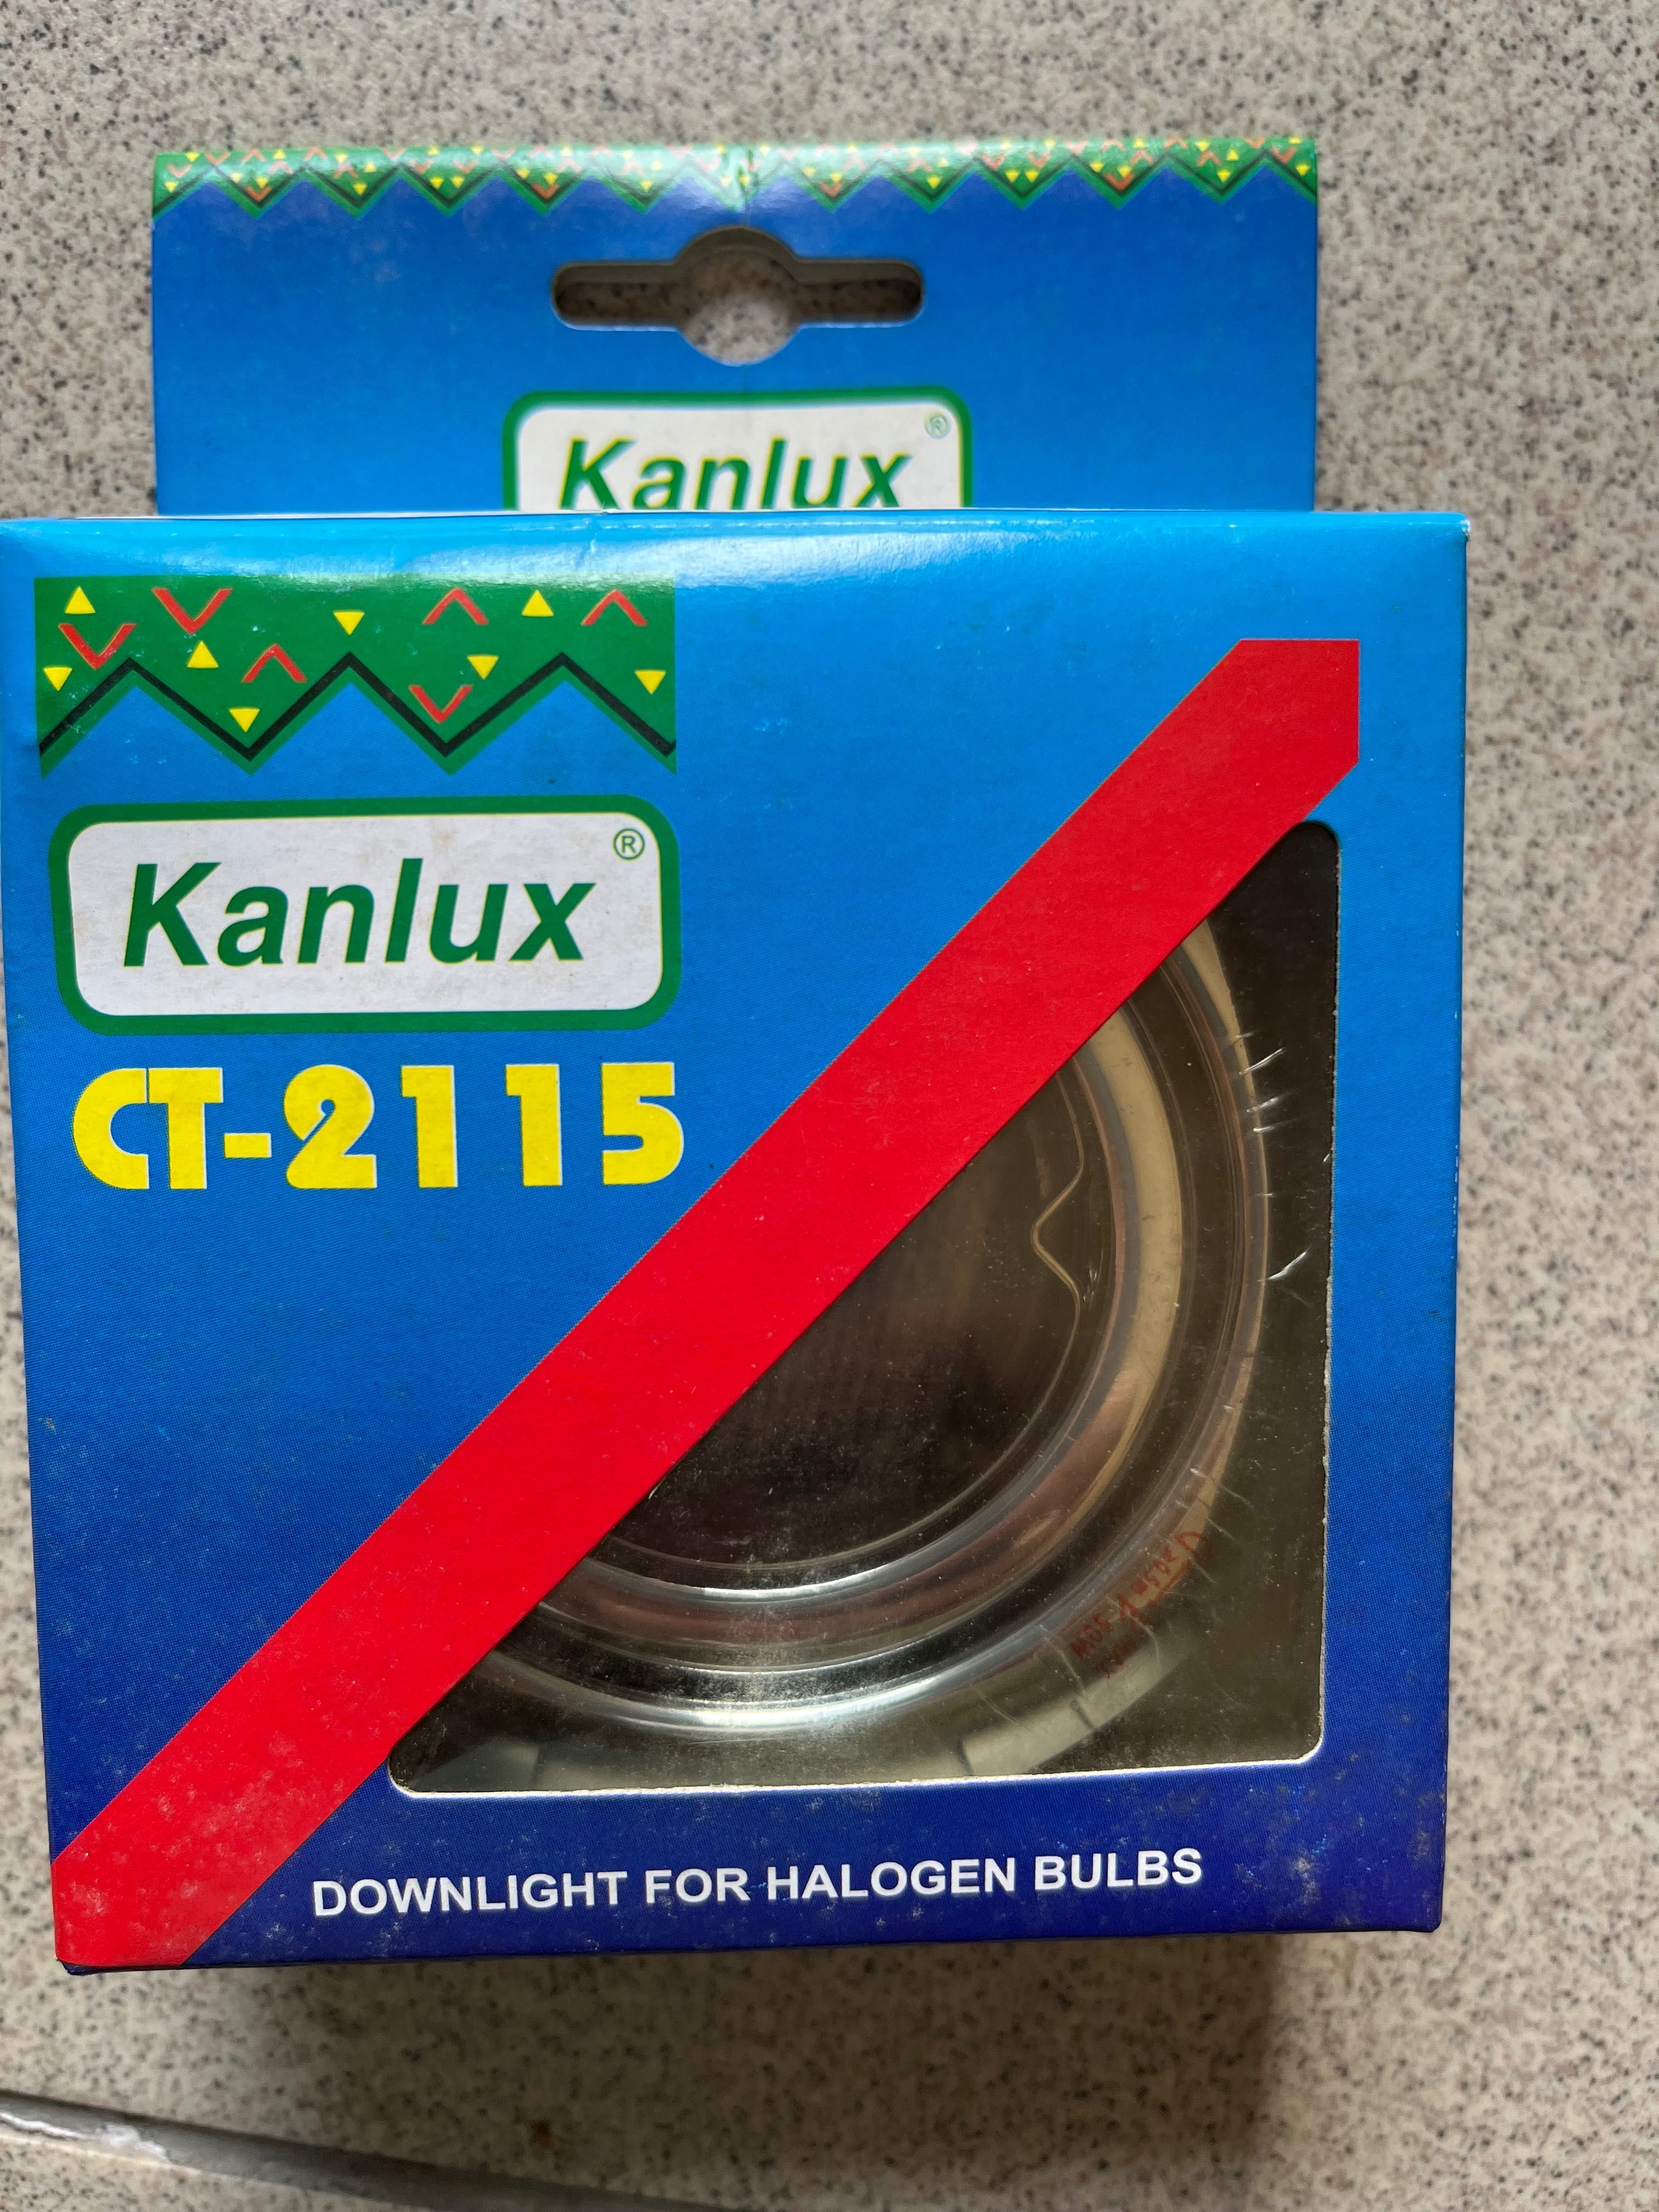 Kanlux ®
Kanlux ®
CT-2115
DOWNLIGHT FOR HALOGEN BULBS